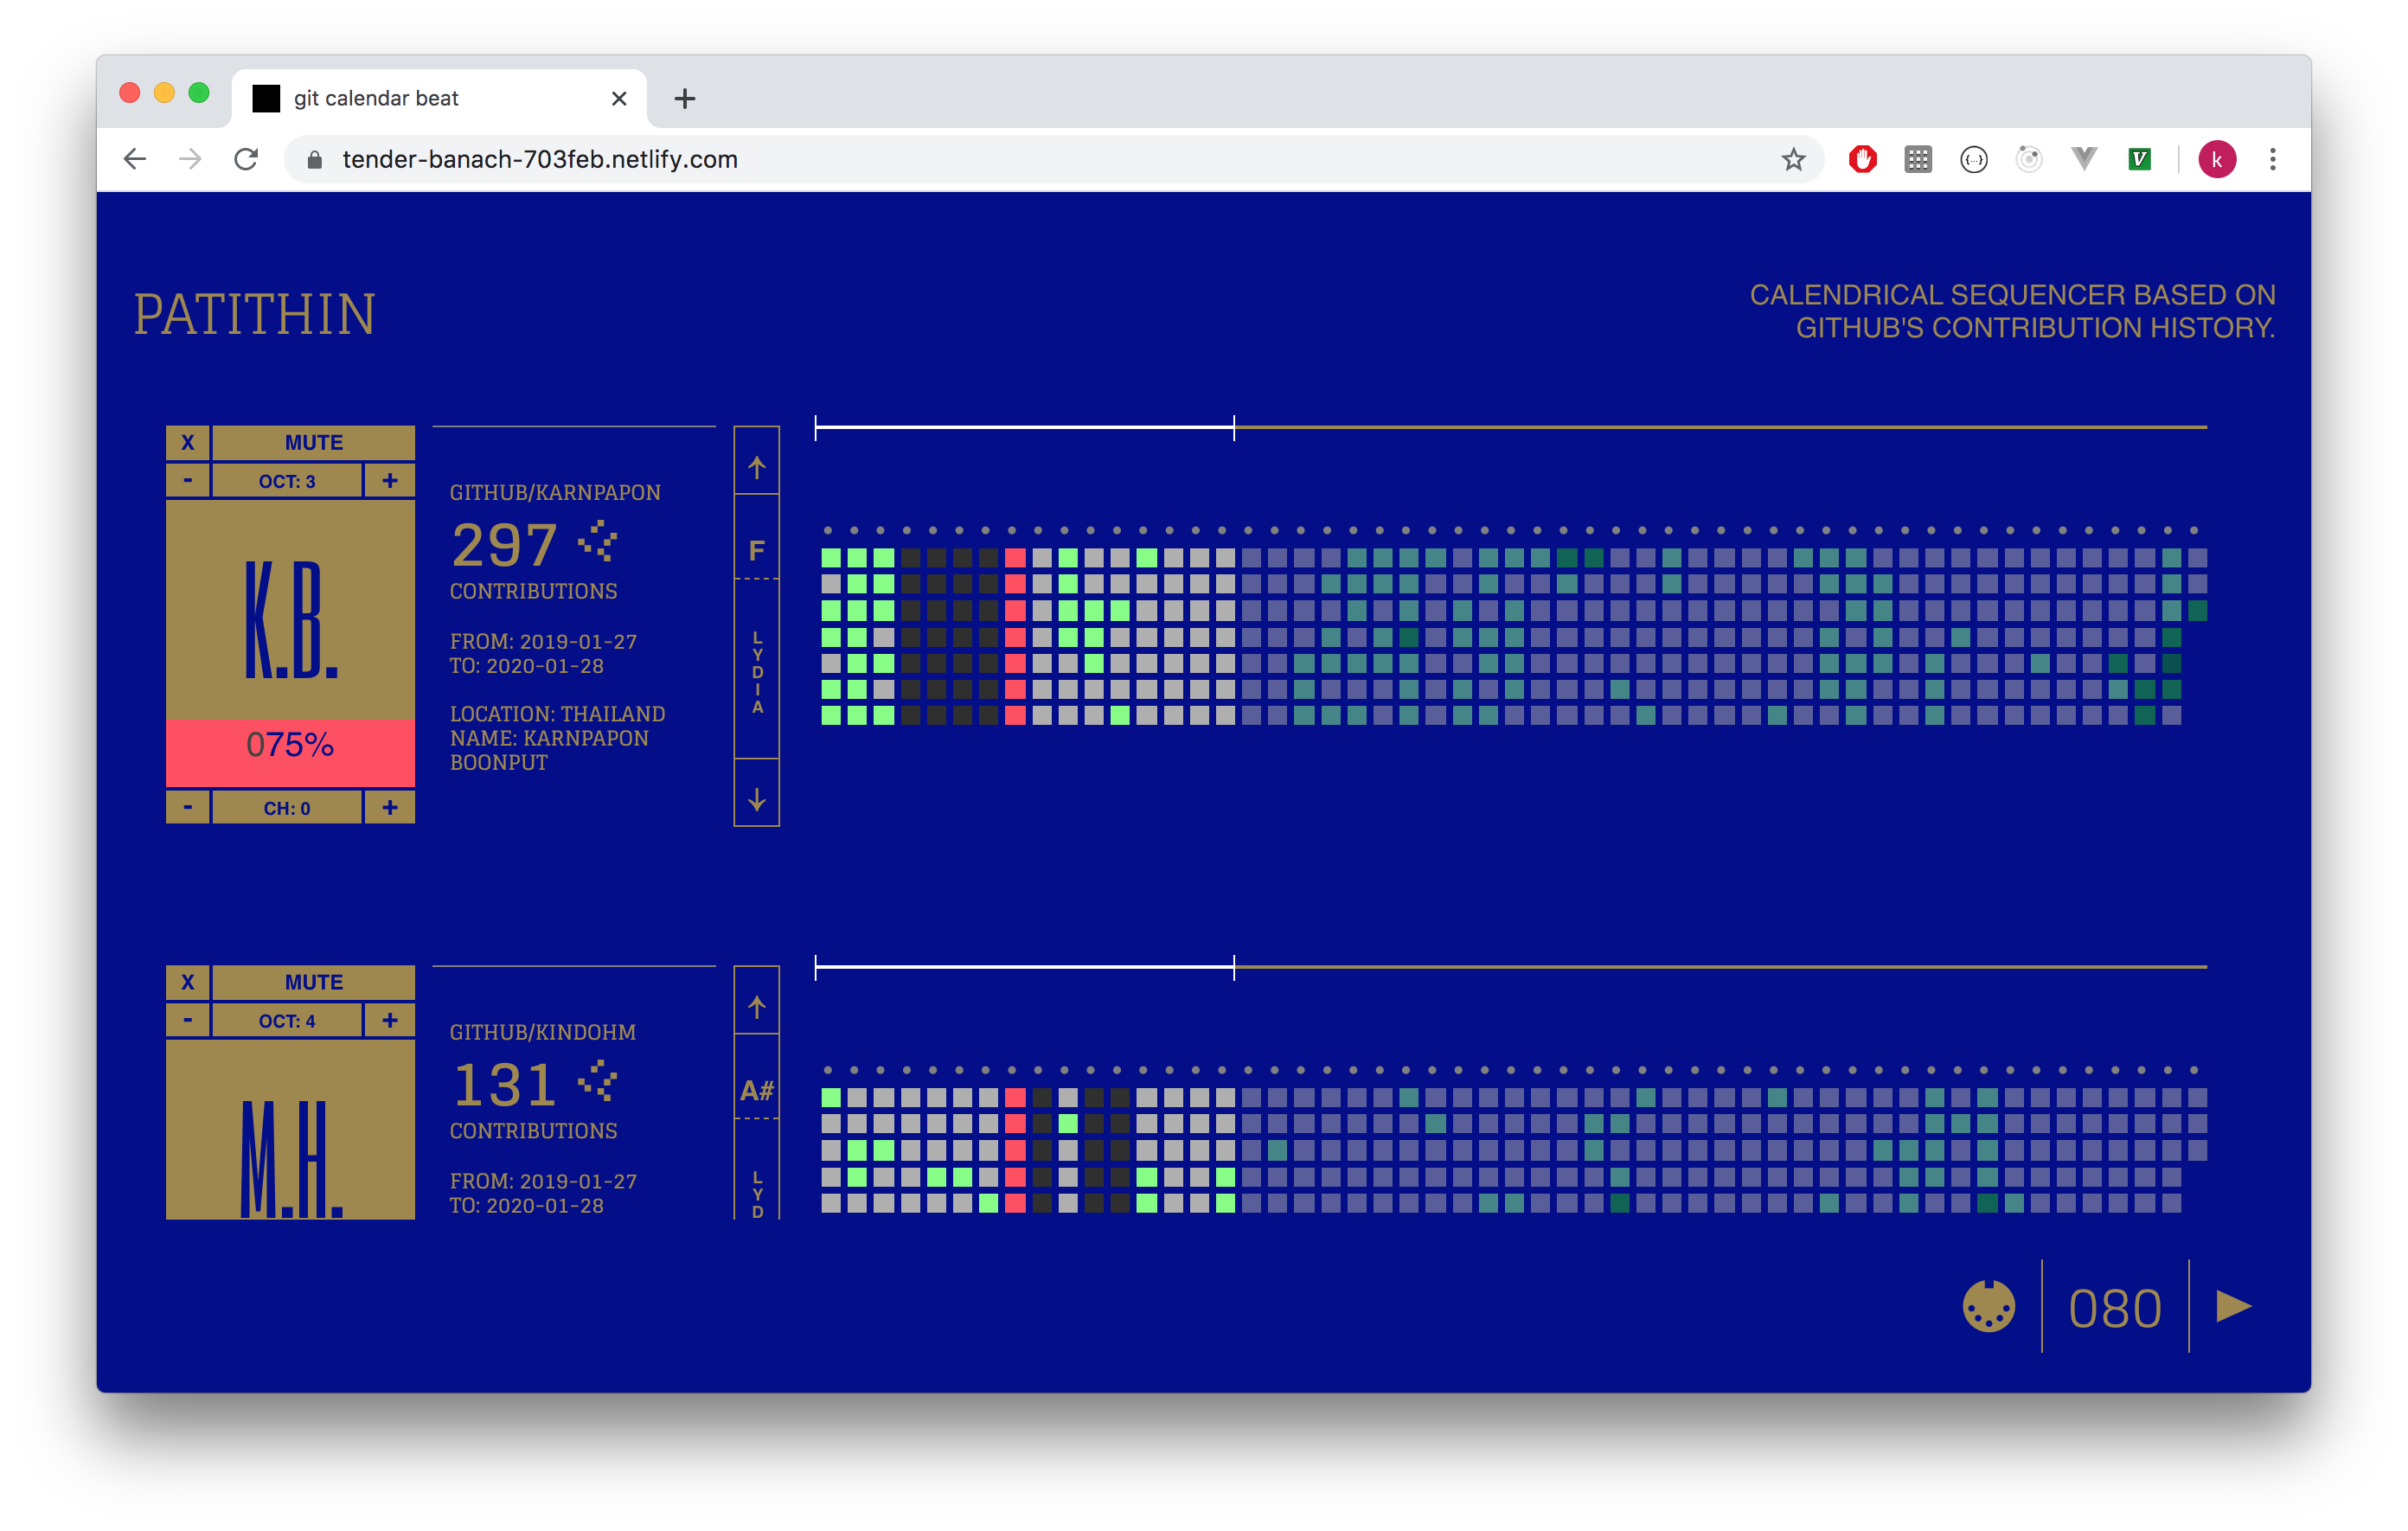 git calendar beat
tender-banach-703feb.netlify.com
k
PATITHIN
CALENDRICAL SEQUENCER BASED ON
GITHUB'S CONTRIBUTION HISTORY.
X MUTE
- OCT: 3 +
K.B.
075%
- CH: 0 +
GITHUB/KARNPAPON
297
CONTRIBUTIONS
FROM: 2019-01-27
TO: 2020-01-28
LOCATION: THAILAND
NAME: KARNPAPON
BOONPUT
F
LYDIA
X MUTE
- OCT: 4 +
M.H.
GITHUB/KINDOHM
131
CONTRIBUTIONS
FROM: 2019-01-27
TO: 2020-01-28
A#
LYD
080